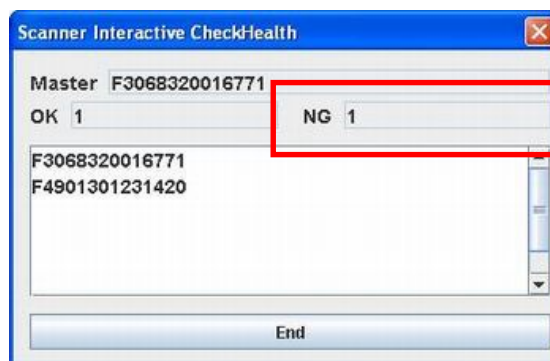 Scanner Interactive CheckHealth
Master F3068320016771
OK 1 NG 1
F3068320016771
F4901301231420
End